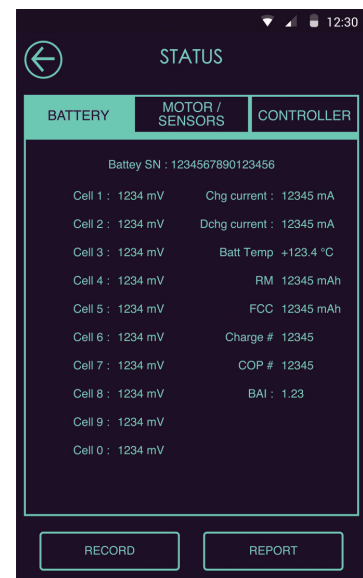 12:30
STATUS
BATTERY
MOTOR /
SENSORS
CONTROLLER
Battey SN : 1234567890123456
Cell 1 : 1234 mV Chg current : 12345 mA
Cell 2 : 1234 mV Dchg current : 12345 mA
Cell 3 : 1234 mV Batt Temp +123.4 °C
Cell 4 : 1234 mV RM 12345 mAh
Cell 5 : 1234 mV FCC 12345 mAh
Cell 6 : 1234 mV Charge # 12345
Cell 7 : 1234 mV COP # 12345
Cell 8 : 1234 mV BAI : 1.23
Cell 9 : 1234 mV
Cell 0 : 1234 mV
RECORD REPORT